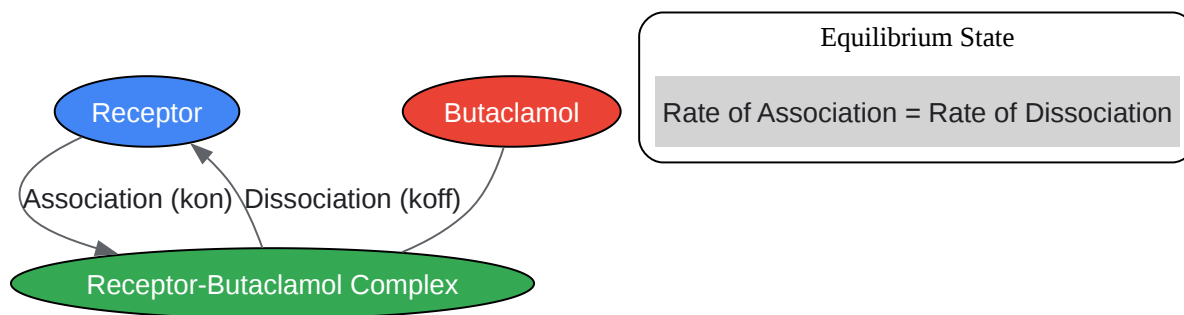 Equilibrium State
Receptor
Butaclamol
Rate of Association = Rate of Dissociation
Association (kon)
Dissociation (koff)
Receptor-Butaclamol Complex